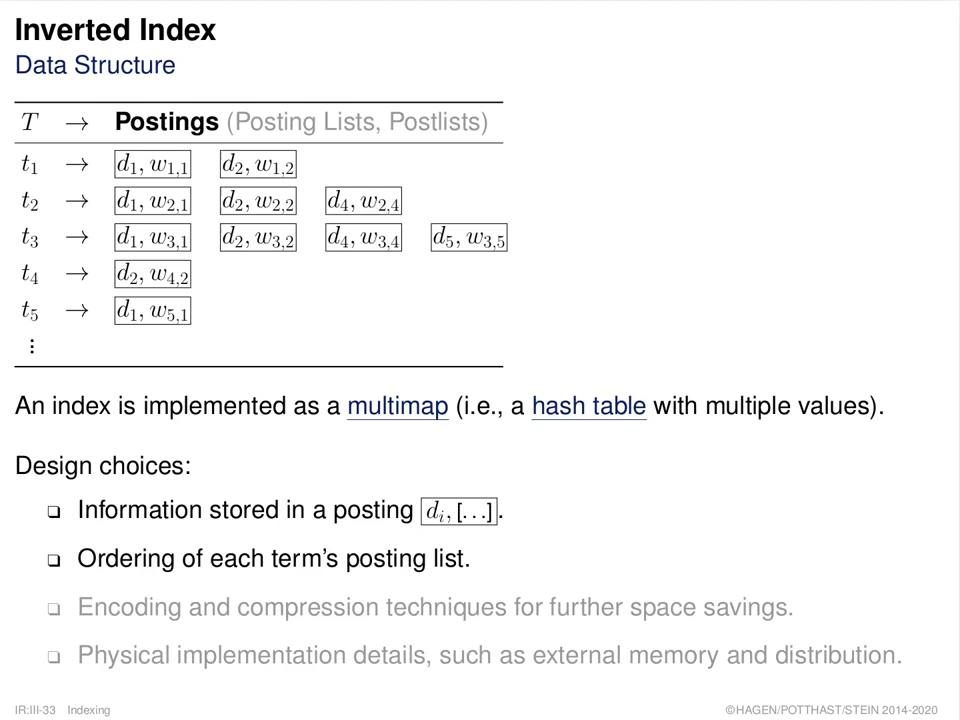 Inverted Index
Data Structure
T → Postings (Posting Lists, Postlists)
t₁ → d₁, w₁,₁ d₂, w₁,₂
t₂ → d₁, w₂,₁ d₂, w₂,₂ d₄, w₂,₄
t₃ → d₁, w₃,₁ d₂, w₃,₂ d₄, w₃,₄ d₅, w₃,₅
t₄ → d₂, w₄,₂
t₅ → d₁, w₅,₁
⋮
An index is implemented as a multimap (i.e., a hash table with multiple values).
Design choices:
❑ Information stored in a posting dᵢ, [...].
❑ Ordering of each term's posting list.
❑ Encoding and compression techniques for further space savings.
❑ Physical implementation details, such as external memory and distribution.
IR:III-33 Indexing ©HAGEN/POTTHAST/STEIN 2014-2020